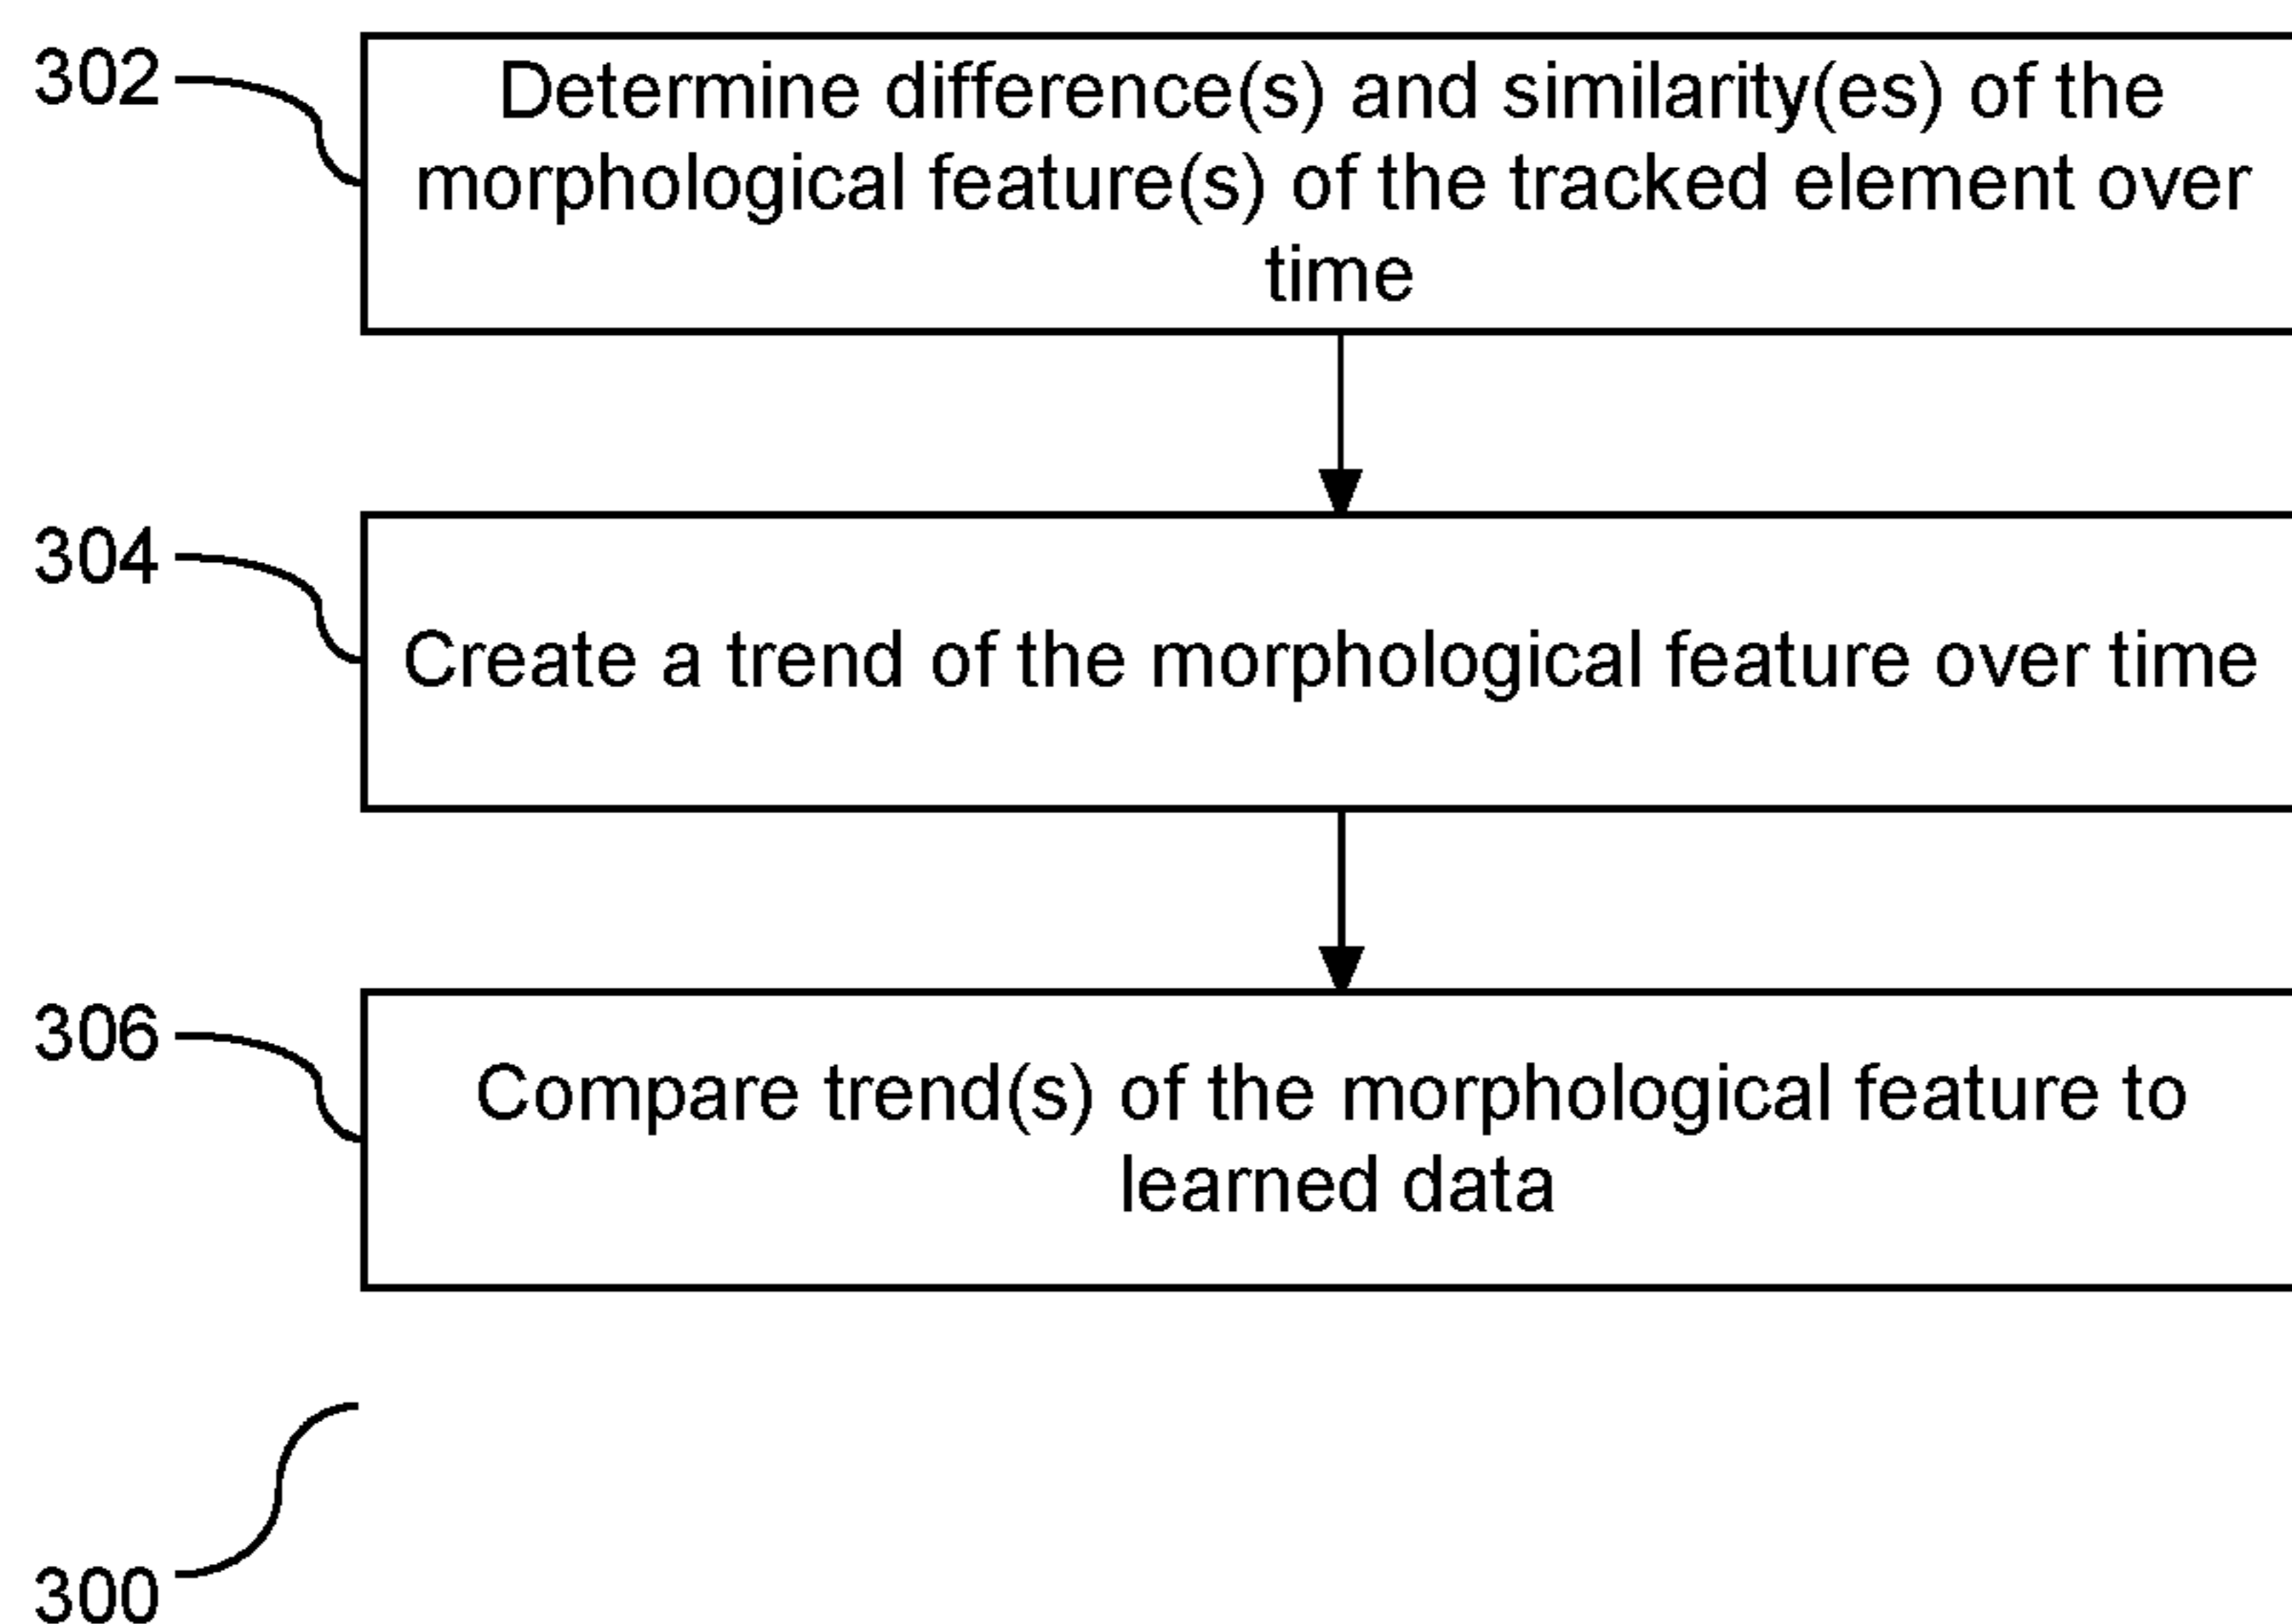 302
Determine difference(s) and similarity(es) of the
morphological feature(s) of the tracked element over
time
304
Create a trend of the morphological feature over time
306
Compare trend(s) of the morphological feature to
learned data
300